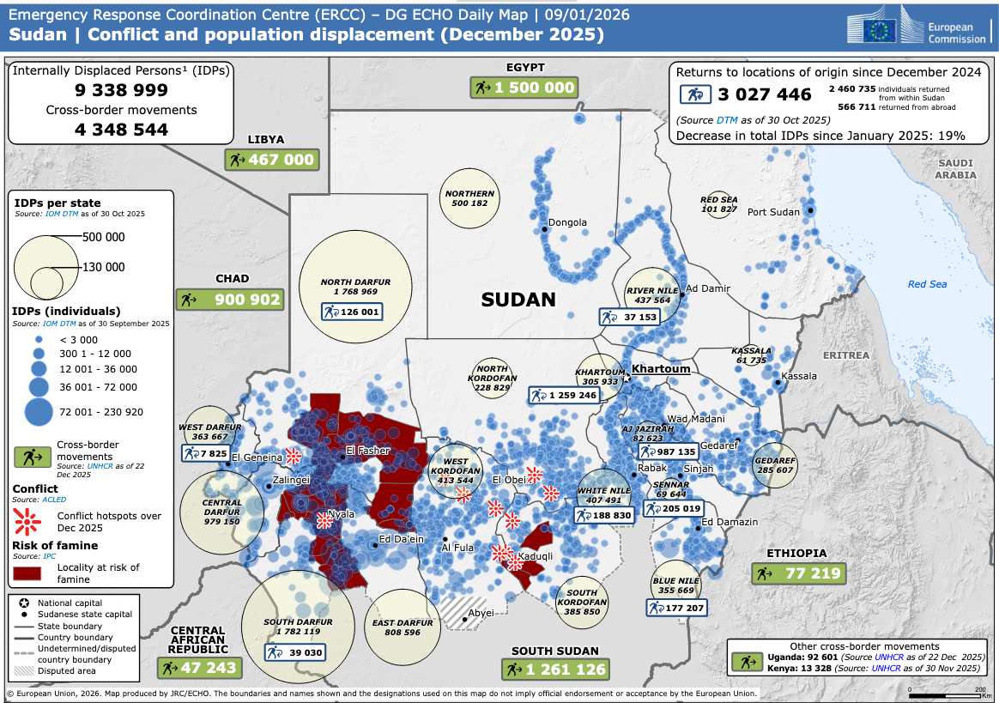 Emergency Response Coordination Centre (ERCC) – DG ECHO Daily Map | 09/01/2026
Sudan | Conflict and population displacement (December 2025)
European
Commission
Internally Displaced Persons¹ (IDPs)
9 338 999
Cross-border movements
4 348 544
EGYPT
1 500 000
Returns to locations of origin since December 2024
3 027 446
2 460 735 individuals returned
from within Sudan
566 711 returned from abroad
(Source DTM as of 30 Oct 2025)
Decrease in total IDPs since January 2025: 19%
LIBYA
467 000
SAUDI
ARABIA
IDPs per state
Source: IOM DTM as of 30 Oct 2025
500 000
130 000
IDPs (individuals)
Source: IOM DTM as of 30 September 2025
< 3 000
300 1 - 12 000
12 001 - 36 000
36 001 - 72 000
72 001 - 230 920
Cross-border
movements
Source: UNHCR as of 22
Dec 2025
Conflict
Source: ACLED
Conflict hotspots over
Dec 2025
Risk of famine
Source: IPC
Locality at risk of
famine
National capital
Sudanese state capital
State boundary
Country boundary
Undetermined/disputed
country boundary
Disputed area
NORTHERN
500 182
RED SEA
101 827
Port Sudan
Dongola
Red Sea
CHAD
900 902
NORTH DARFUR
1 768 969
126 001
SUDAN
RIVER NILE
437 564
37 153
Ad Damir
ERITREA
KASSALA
61 735
Kassala
NORTH
KORDOFAN
228 829
KHARTOUM
305 933
Khartoum
1 259 246
WEST DARFUR
363 667
7 825
El Geneina
El Fasher
Wad Madani
AJ JAZIRAH
82 623
987 135
Gedaref
GEDAREF
285 607
WEST
KORDOFAN
413 544
El Obei
Rabak
Sinjah
Zalingei
CENTRAL
DARFUR
979 150
WHITE NILE
407 491
188 830
SENNAR
69 644
205 019
Nyala
Ed Damazin
Ed Da'ein
Al Fula
Kaduqli
ETHIOPIA
77 219
BLUE NILE
355 669
177 207
SOUTH
KORDOFAN
385 850
Abyei
SOUTH DARFUR
1 782 119
39 030
EAST DARFUR
808 596
CENTRAL
AFRICAN
REPUBLIC
47 243
SOUTH SUDAN
1 261 126
Other cross-border movements
Uganda: 92 601 (Source UNHCR as of 22 Dec 2025)
Kenya: 13 328 (Source: UNHCR as of 30 Nov 2025)
© European Union, 2026. Map produced by JRC/ECHO. The boundaries and names shown and the designations used on this map do not imply official endorsement or acceptance by the European Union.
0 200
Km